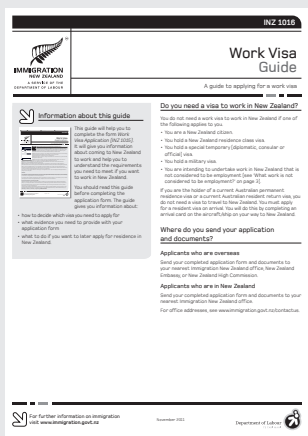 INZ 1016
IMMIGRATION
NEW ZEALAND
A SERVICE OF THE
DEPARTMENT OF LABOUR
Work Visa
Guide
A guide to applying for a work visa
Information about this guide
This guide will help you to
complete the form Work
Visa Application (INZ 1015).
It will give you information
about coming to New Zealand
to work and help you to
understand the requirements
you need to meet if you want
to work in New Zealand.
You should read this guide
before completing the
application form. The guide
gives you information about:
• how to decide which visa you need to apply for
• what evidence you need to provide with your
application form
• what to do if you want to later apply for residence in
New Zealand.
Do you need a visa to work in New Zealand?
You do not need a work visa to work in New Zealand if one of
the following applies to you.
• You are a New Zealand citizen.
• You hold a New Zealand residence class visa.
• You hold a special temporary (diplomatic, consular or
official) visa.
• You hold a military visa.
• You are intending to undertake work in New Zealand that is
not considered to be employment (see 'What work is not
considered to be employment?' on page 3).
If you are the holder of a current Australian permanent
residence visa or a current Australian resident return visa, you
do not need a visa to travel to New Zealand. You must apply
for a resident visa on arrival. You will do this by completing an
arrival card on the aircraft/ship on your way to New Zealand.
Where do you send your application
and documents?
Applicants who are overseas
Send your completed application form and documents to
your nearest Immigration New Zealand office, New Zealand
Embassy, or New Zealand High Commission.
Applicants who are in New Zealand
Send your completed application form and documents to your
nearest Immigration New Zealand office.
For office addresses, see www.immigration.govt.nz/contactus.
For further information on immigration
visit www.immigration.govt.nz
November 2011
Department of Labour